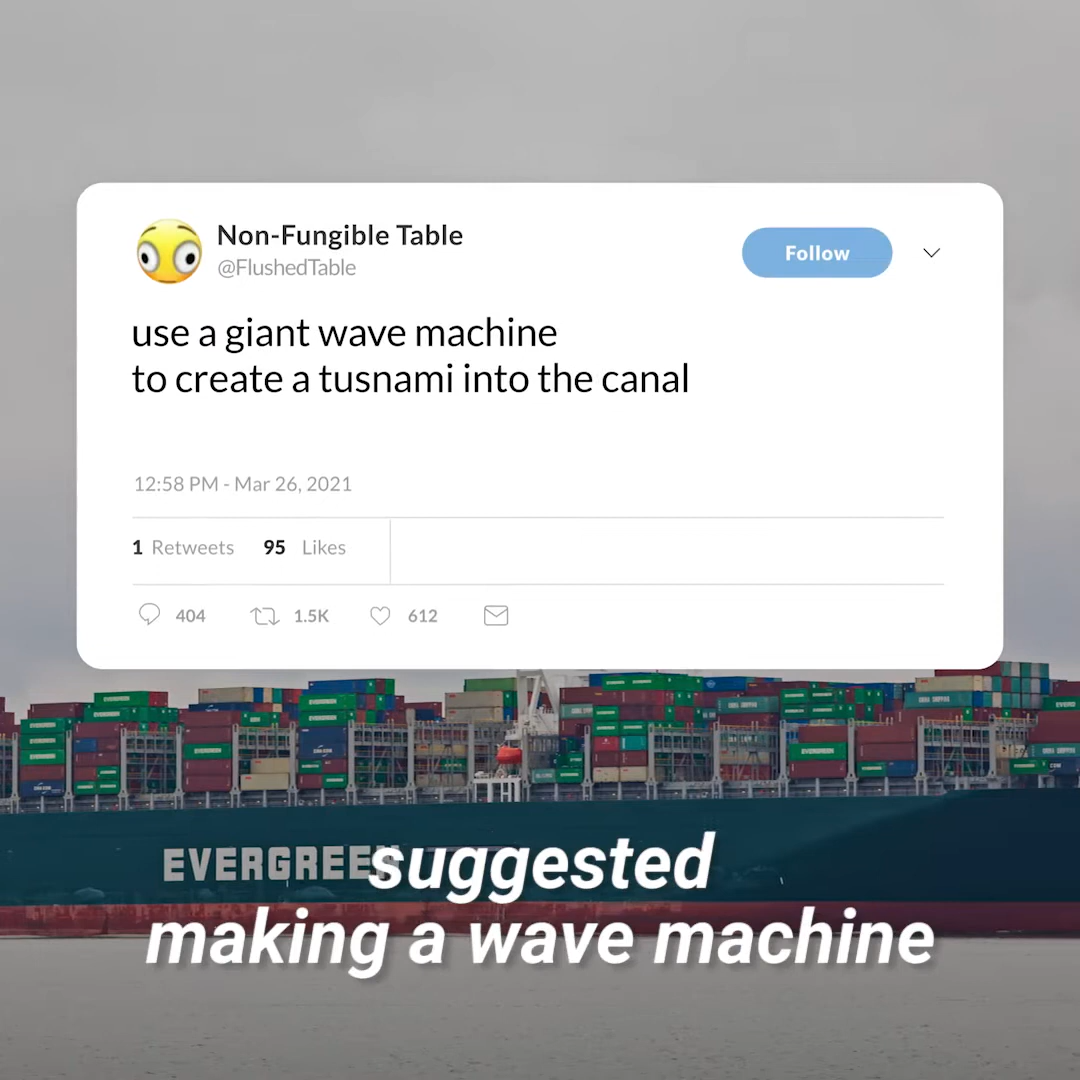 Non-Fungible Table
@FlushedTable
Follow
use a giant wave machine
to create a tusnami into the canal
12:58 PM - Mar 26, 2021
1 Retweets 95 Likes
404 1.5K 612
EVERGREEN
suggested
making a wave machine